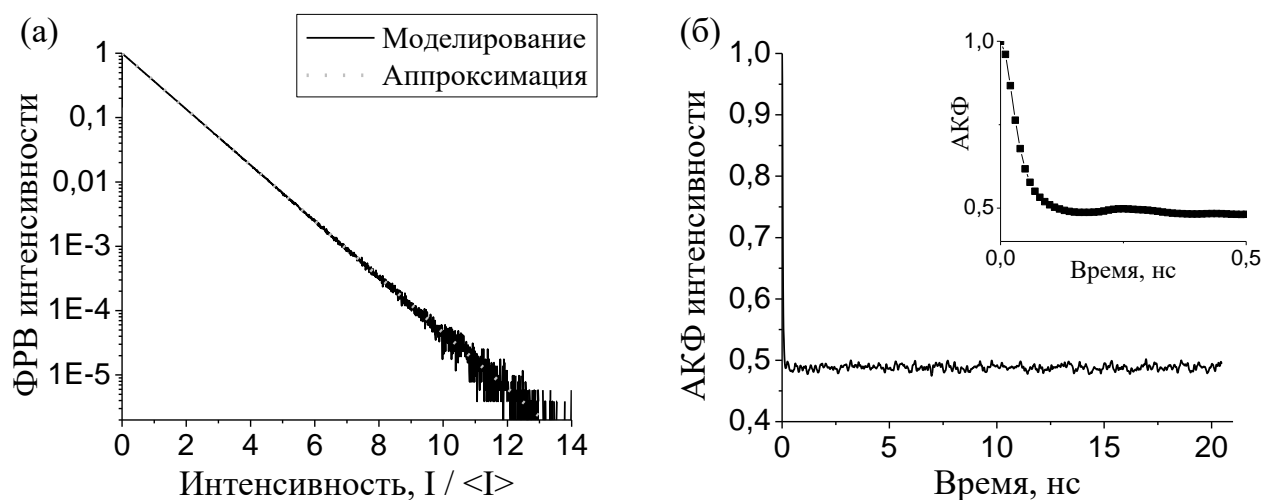 (а)
Моделирование
Аппроксимация
ФРВ интенсивности
1
0,1
0,01
1E-3
1E-4
1E-5
0 2 4 6 8 10 12 14
Интенсивность, I / <I>
(б)
АКФ интенсивности
1,0
0,9
0,8
0,7
0,6
0,5
0,4
0 5 10 15 20
Время, нс
АКФ
1,0
0,5
0,0 0,5
Время, нс